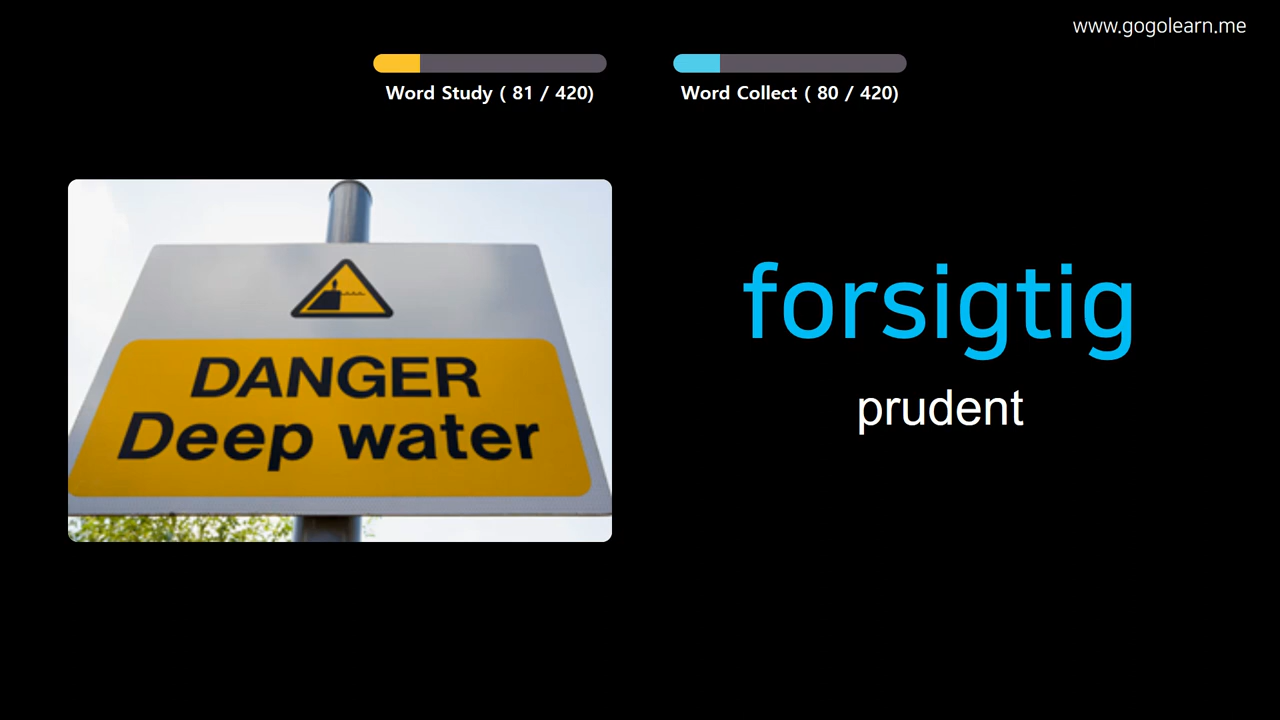 www.gogolearn.me
Word Study ( 81 / 420)
Word Collect ( 80 / 420)
DANGER
Deep water
forsigtig
prudent